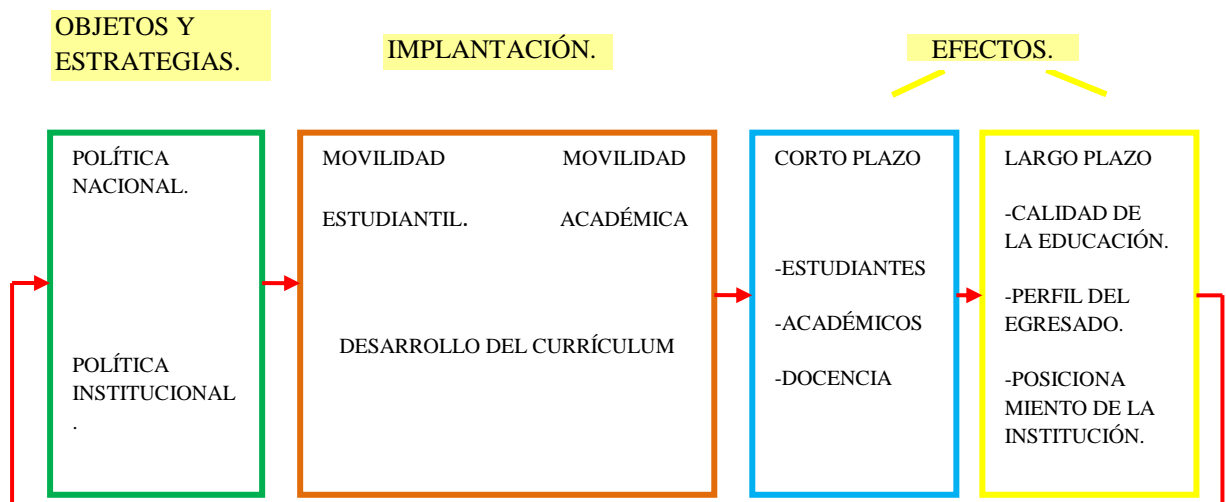 OBJETOS Y
ESTRATEGIAS.
IMPLANTACIÓN.
EFECTOS.
POLÍTICA
NACIONAL.
POLÍTICA
INSTITUCIONAL
.
MOVILIDAD MOVILIDAD
ESTUDIANTIL. ACADÉMICA
DESARROLLO DEL CURRÍCULUM
CORTO PLAZO
-ESTUDIANTES
-ACADÉMICOS
-DOCENCIA
LARGO PLAZO
-CALIDAD DE
LA EDUCACIÓN.
-PERFIL DEL
EGRESADO.
-POSICIONA
MIENTO DE LA
INSTITUCIÓN.